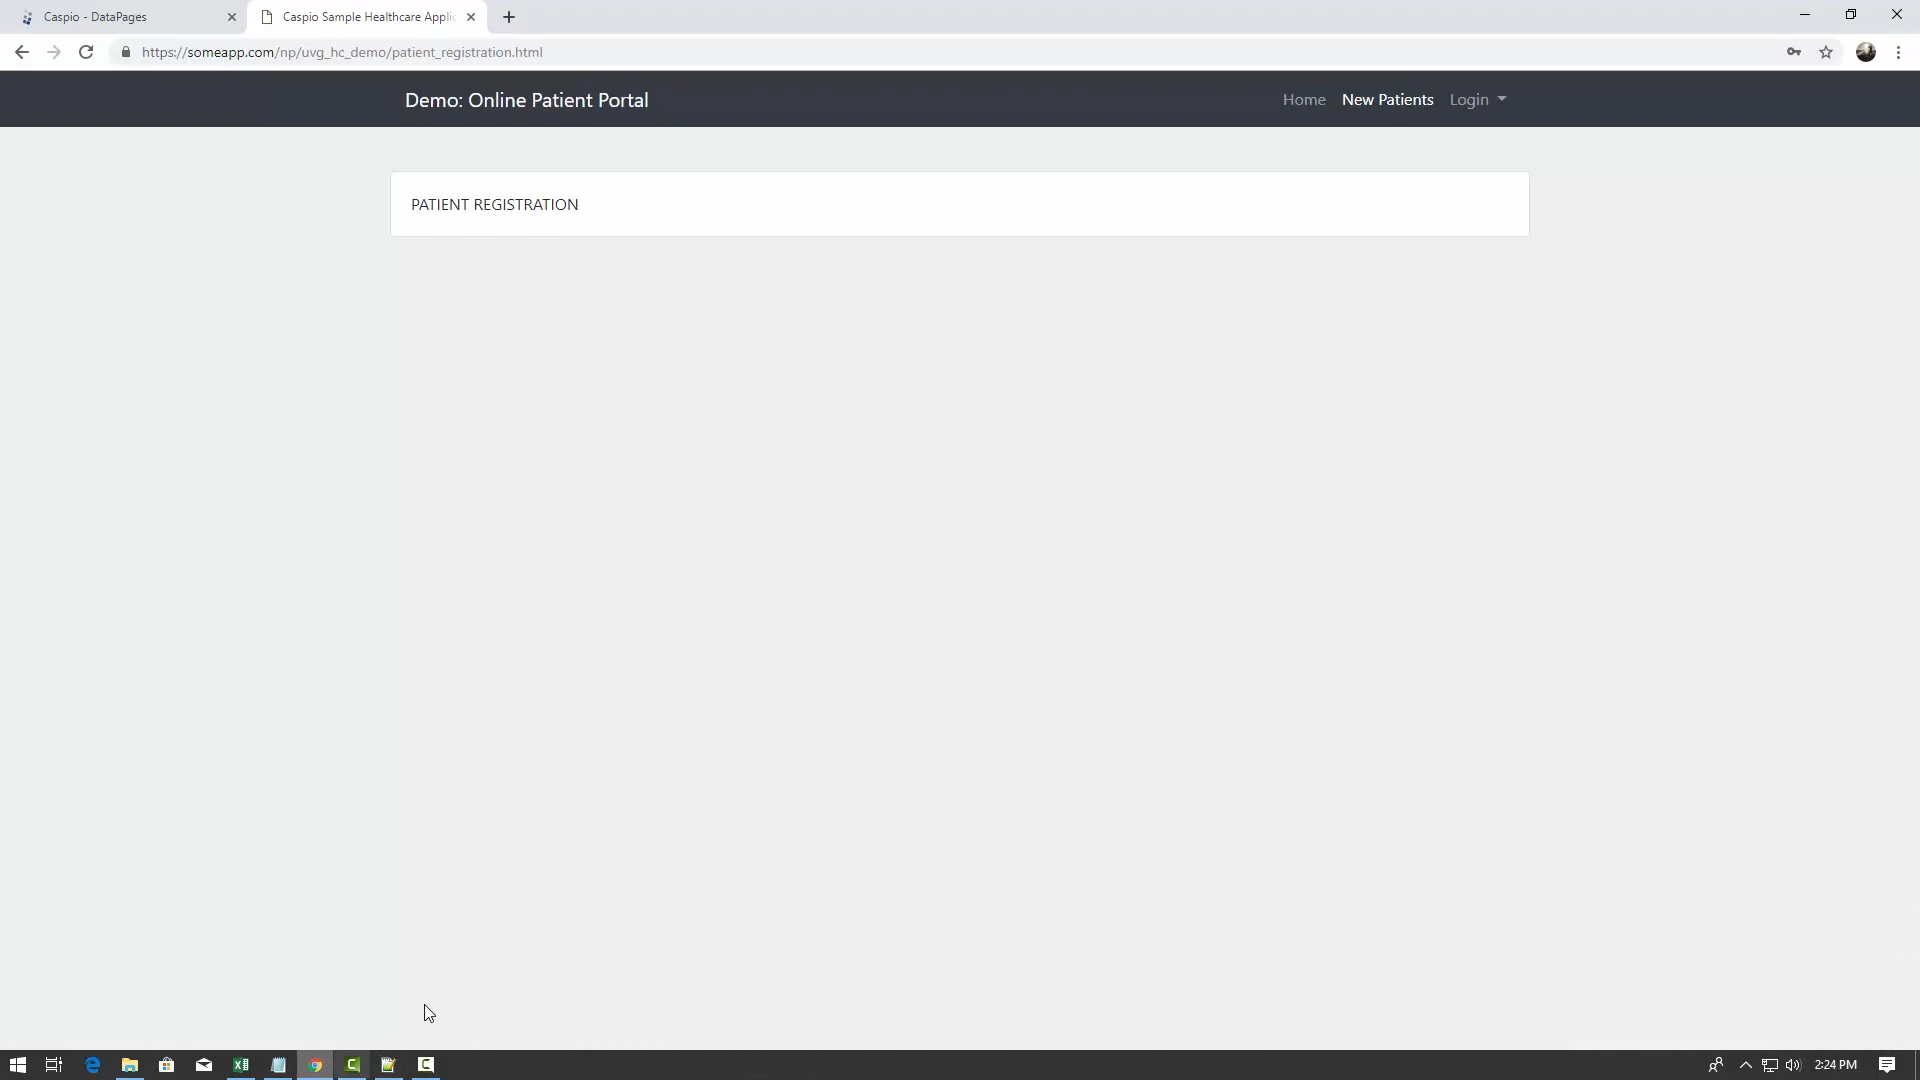 Caspio - DataPages
Caspio Sample Healthcare Applic
https://someapp.com/np/uvg_hc_demo/patient_registration.html
Demo: Online Patient Portal
Home
New Patients
Login
PATIENT REGISTRATION
2:24 PM